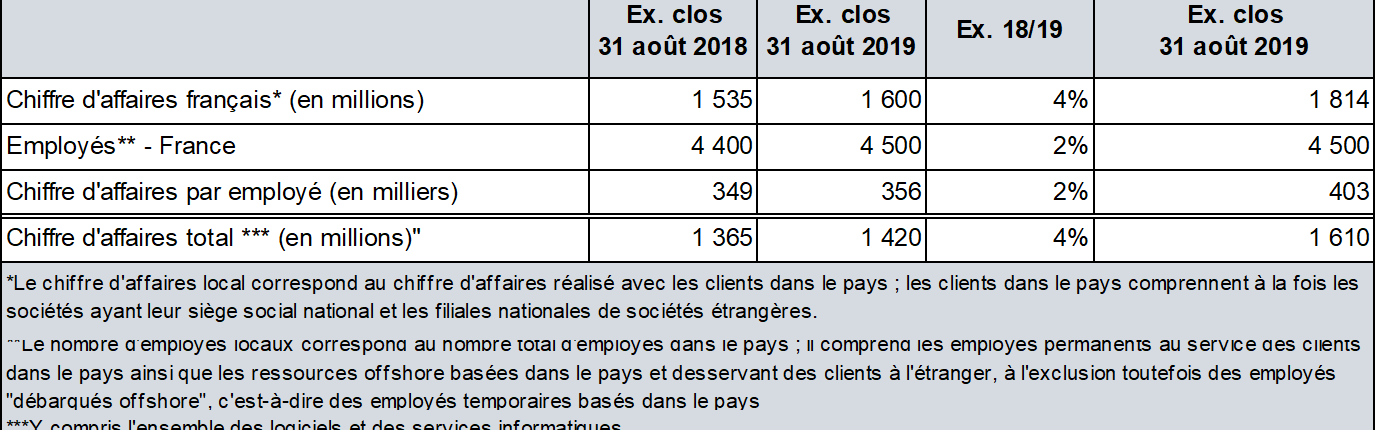 Ex. clos Ex. clos Ex. 18/19 Ex. clos
31 août 2018 31 août 2019 31 août 2019
Chiffre d'affaires français* (en millions) 1 535 1 600 4% 1 814
Employés** - France 4 400 4 500 2% 4 500
Chiffre d'affaires par employé (en milliers) 349 356 2% 403
Chiffre d'affaires total *** (en millions)" 1 365 1 420 4% 1 610
*Le chiffre d'affaires local correspond au chiffre d'affaires réalisé avec les clients dans le pays ; les clients dans le pays comprennent à la fois les
sociétés ayant leur siège social national et les filiales nationales de sociétés étrangères.
**Le nombre d'employés locaux correspond au nombre total d'employés dans le pays ; il comprend les employés permanents au service des clients
dans le pays ainsi que les ressources offshore basées dans le pays et desservant des clients à l'étranger, à l'exclusion toutefois des employés
"débarqués offshore", c'est-à-dire des employés temporaires basés dans le pays
***Y compris l'ensemble des logiciels et des services informatiques